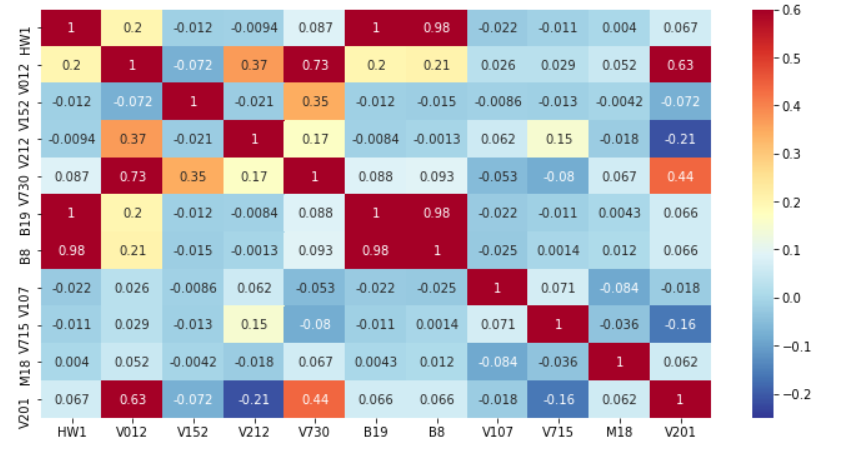 HW1 1 0.2 -0.012 -0.0094 0.087 1 0.98 -0.022 -0.011 0.004 0.067
V012 0.2 1 -0.072 0.37 0.73 0.2 0.21 0.026 0.029 0.052 0.63
V152 -0.012 -0.072 1 -0.021 0.35 -0.012 -0.015 -0.0086 -0.013 -0.0042 -0.072
V212 -0.0094 0.37 -0.021 1 0.17 -0.0084 -0.0013 0.062 0.15 -0.018 -0.21
V730 0.087 0.73 0.35 0.17 1 0.088 0.093 -0.053 -0.08 0.067 0.44
B19 1 0.2 -0.012 -0.0084 0.088 1 0.98 -0.022 -0.011 0.0043 0.066
B8 0.98 0.21 -0.015 -0.0013 0.093 0.98 1 -0.025 0.0014 0.012 0.066
V107 -0.022 0.026 -0.0086 0.062 -0.053 -0.022 -0.025 1 0.071 -0.084 -0.018
V715 -0.011 0.029 -0.013 0.15 -0.08 -0.011 0.0014 0.071 1 -0.036 -0.16
M18 0.004 0.052 -0.0042 -0.018 0.067 0.0043 0.012 -0.084 -0.036 1 0.062
V201 0.067 0.63 -0.072 -0.21 0.44 0.066 0.066 -0.018 -0.16 0.062 1
HW1 V012 V152 V212 V730 B19 B8 V107 V715 M18 V201
0.6
0.5
0.4
0.3
0.2
0.1
0.0
−0.1
−0.2